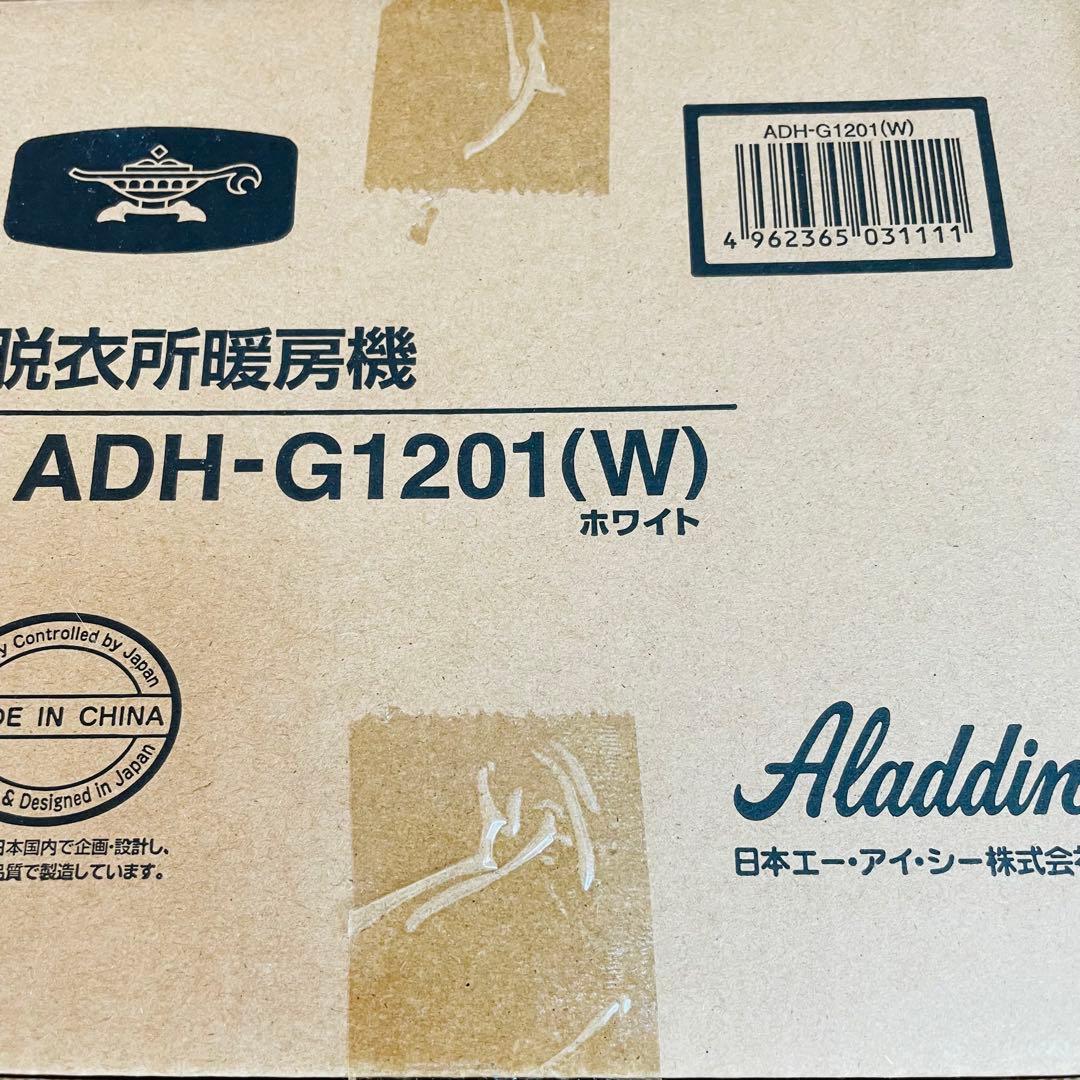 ADH-G1201(W)
4 962365 031111
脱衣所暖房機
ADH-G1201(W)
ホワイト
Controlled by Japan
IN CHINA
& Designed in Japan
日本国内で企画・設計し、
品質で製造しています。
Aladdin
日本エー・アイ・シー株式会